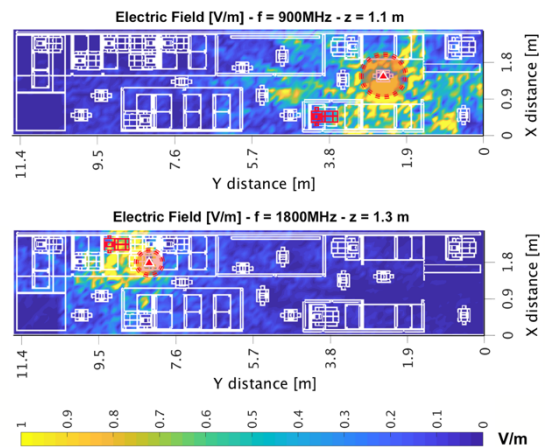 Electric Field [V/m] - f = 900MHz - z = 1.1 m
1.8
0.9
0
X distance [m]
11.4 9.5 7.6 5.7 3.8 1.9 0
Y distance [m]
Electric Field [V/m] - f = 1800MHz - z = 1.3 m
1.8
0.9
0
X distance [m]
11.4 9.5 7.6 5.7 3.8 1.9 0
Y distance [m]
1 0.9 0.8 0.7 0.6 0.5 0.4 0.3 0.2 0.1 0 V/m